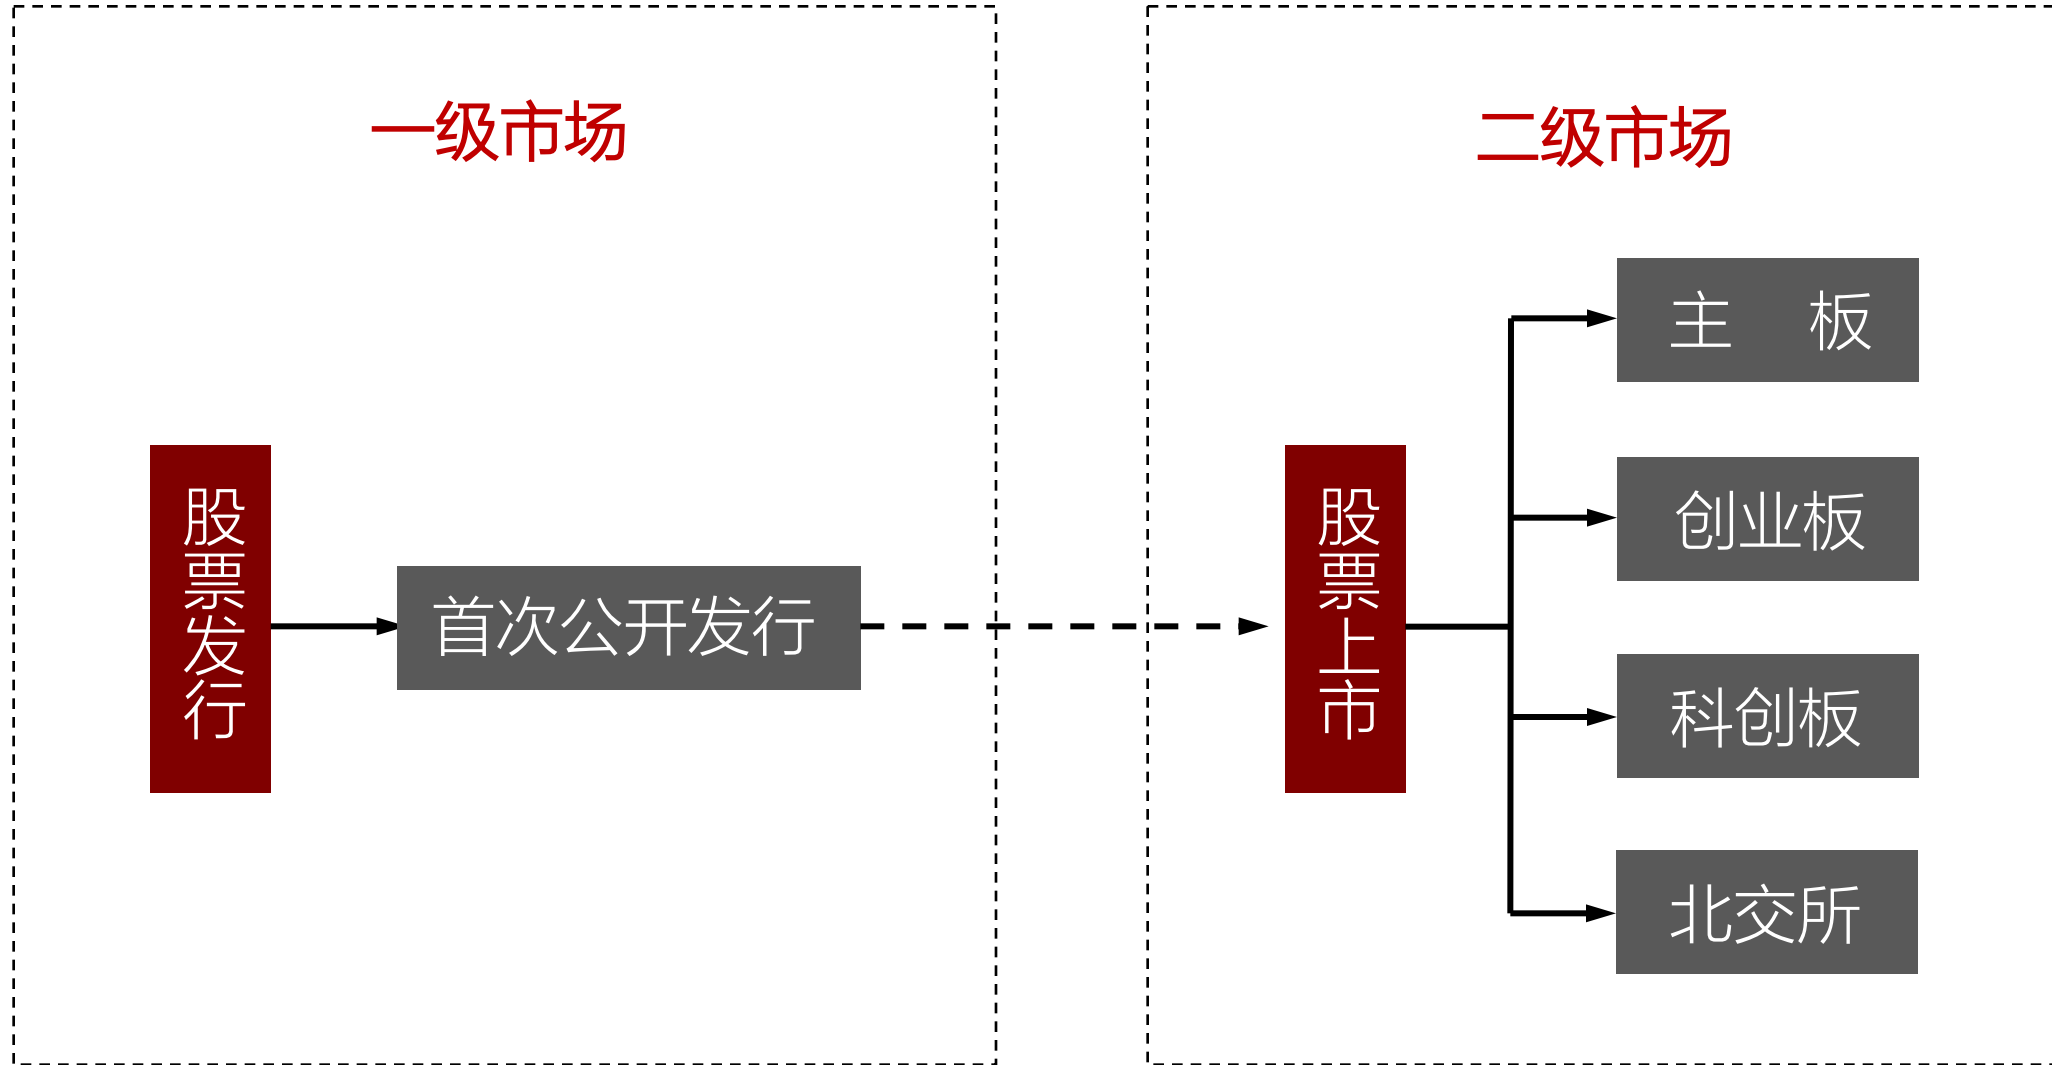 一级市场
股票发行
首次公开发行
二级市场
股票上市
主 板
创业板
科创板
北交所